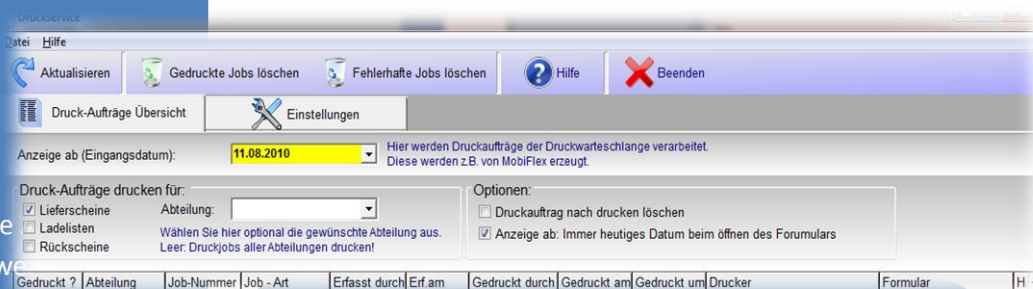 Druckservice
Datei Hilfe
Aktualisieren Gedruckte Jobs löschen Fehlerhafte Jobs löschen Hilfe Beenden
Druck-Aufträge Übersicht Einstellungen
Anzeige ab (Eingangsdatum): 11.08.2010 Hier werden Druckaufträge der Druckwarteschlange verarbeitet.
Diese werden z.B. von MobiFlex erzeugt.
Druck-Aufträge drucken für: Optionen:
Lieferscheine Abteilung: Druckauftrag nach drucken löschen
Ladelisten Wählen Sie hier optional die gewünschte Abteilung aus. Anzeige ab: Immer heutiges Datum beim öffnen des Forumulars
Rückscheine Leer: Druckjobs aller Abteilungen drucken!
Gedruckt ? Abteilung Job-Nummer Job - Art Erfasst durch Erf.am Gedruckt durch Gedruckt am Gedruckt um Drucker Formular H